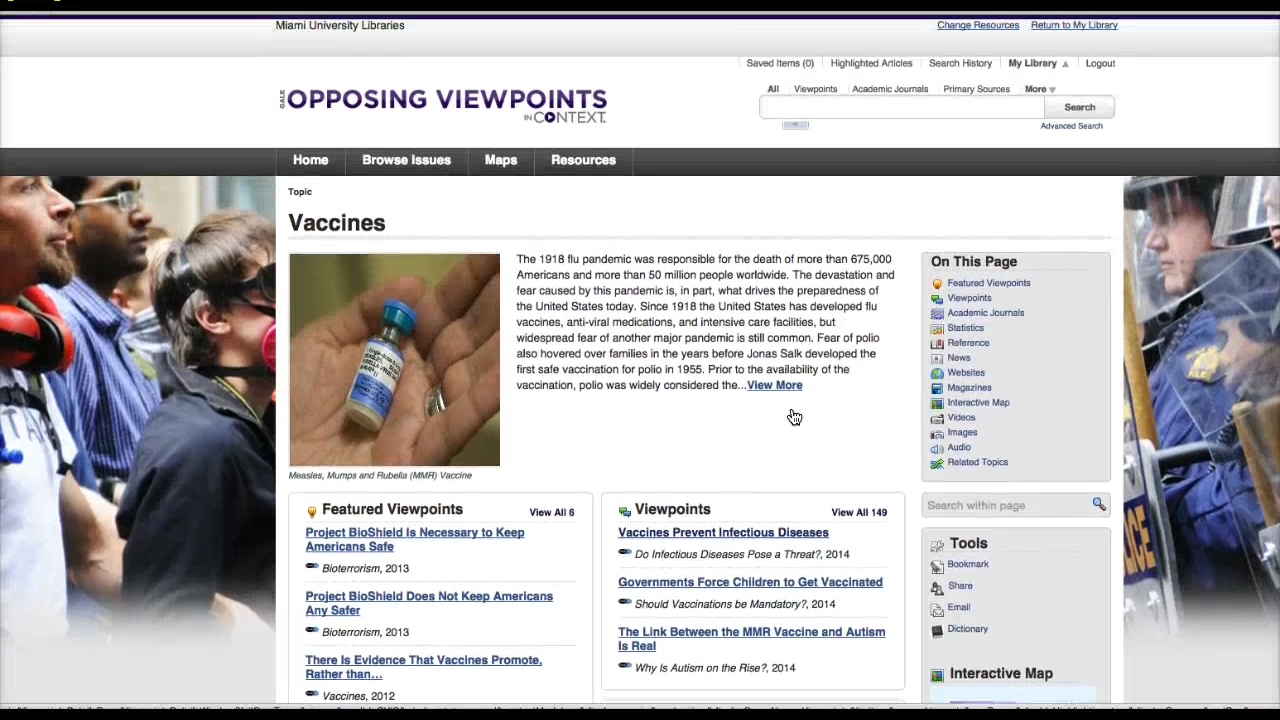 Miami University Libraries
Change Resources Return to My Library
Saved Items (0) Highlighted Articles Search History My Library Logout
GALE OPPOSING VIEWPOINTS
IN CONTEXT
All Viewpoints Academic Journals Primary Sources More
Search
Advanced Search
Home Browse Issues Maps Resources
Topic
Vaccines
The 1918 flu pandemic was responsible for the death of more than 675,000
Americans and more than 50 million people worldwide. The devastation and
fear caused by this pandemic is, in part, what drives the preparedness of
the United States today. Since 1918 the United States has developed flu
vaccines, anti-viral medications, and intensive care facilities, but
widespread fear of another major pandemic is still common. Fear of polio
also hovered over families in the years before Jonas Salk developed the
first safe vaccination for polio in 1955. Prior to the availability of the
vaccination, polio was widely considered the...View More
Measles, Mumps and Rubella (MMR) Vaccine
On This Page
Featured Viewpoints
Viewpoints
Academic Journals
Statistics
Reference
News
Websites
Magazines
Interactive Map
Videos
Images
Audio
Related Topics
Featured Viewpoints View All 6
Project BioShield Is Necessary to Keep
Americans Safe
Bioterrorism, 2013
Project BioShield Does Not Keep Americans
Any Safer
Bioterrorism, 2013
There Is Evidence That Vaccines Promote,
Rather than...
Vaccines, 2012
Viewpoints View All 149
Vaccines Prevent Infectious Diseases
Do Infectious Diseases Pose a Threat?, 2014
Governments Force Children to Get Vaccinated
Should Vaccinations be Mandatory?, 2014
The Link Between the MMR Vaccine and Autism
Is Real
Why Is Autism on the Rise?, 2014
Search within page
Tools
Bookmark
Share
Email
Dictionary
Interactive Map